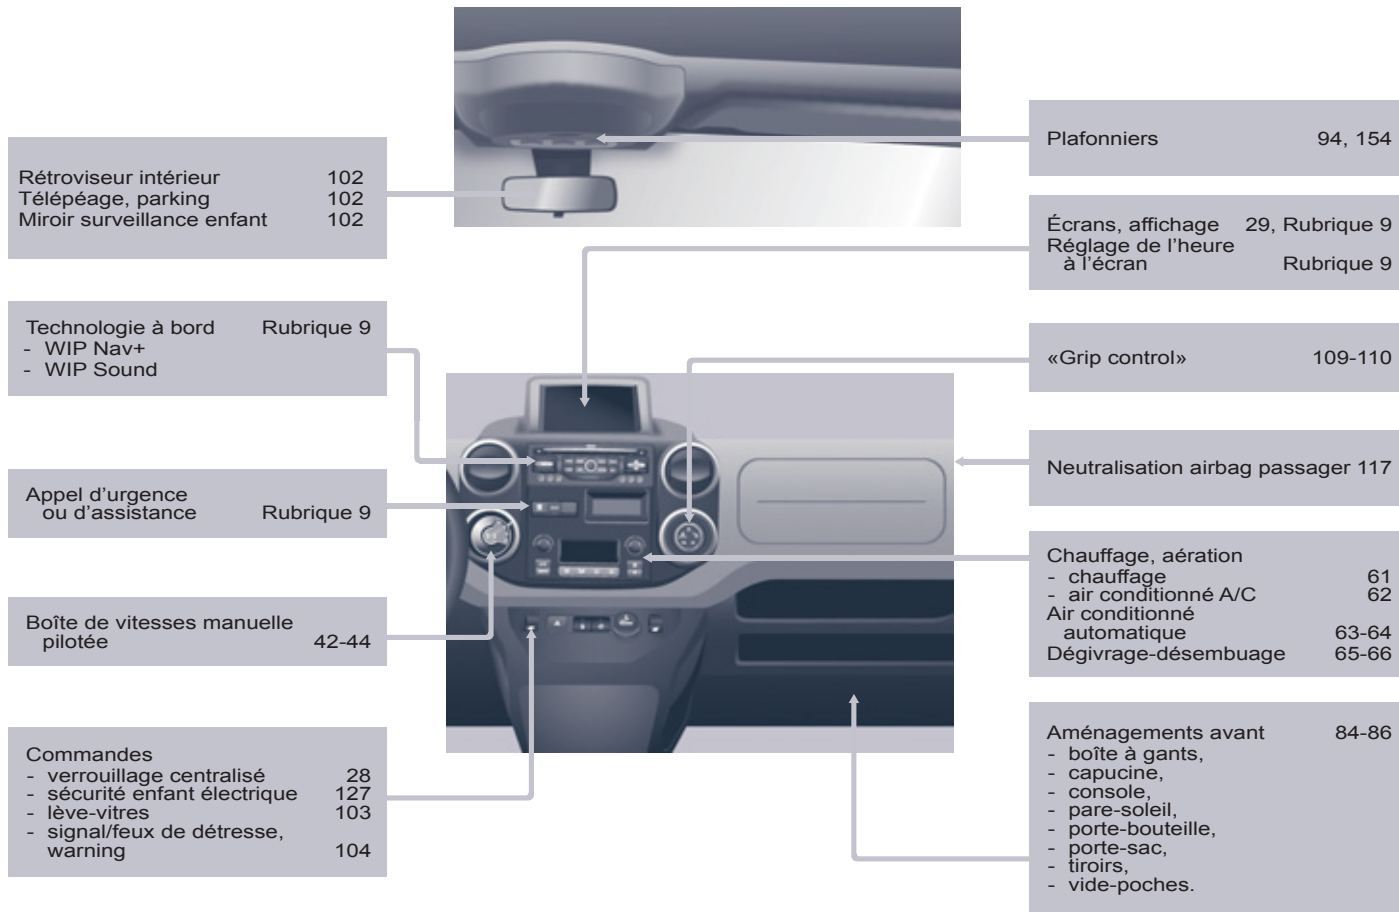 Rétroviseur intérieur 102
Télépéage, parking 102
Miroir surveillance enfant 102
Technologie à bord Rubrique 9
- WIP Nav+
- WIP Sound
Appel d'urgence
ou d'assistance Rubrique 9
Boîte de vitesses manuelle
pilotée 42-44
Commandes
- verrouillage centralisé 28
- sécurité enfant électrique 127
- lève-vitres 103
- signal/feux de détresse,
warning 104
Plafonniers 94, 154
Écrans, affichage 29, Rubrique 9
Réglage de l'heure
à l'écran Rubrique 9
«Grip control» 109-110
Neutralisation airbag passager 117
Chauffage, aération
- chauffage 61
- air conditionné A/C 62
Air conditionné
automatique 63-64
Dégivrage-désembuage 65-66
Aménagements avant 84-86
- boîte à gants,
- capucine,
- console,
- pare-soleil,
- porte-bouteille,
- porte-sac,
- tiroirs,
- vide-poches.